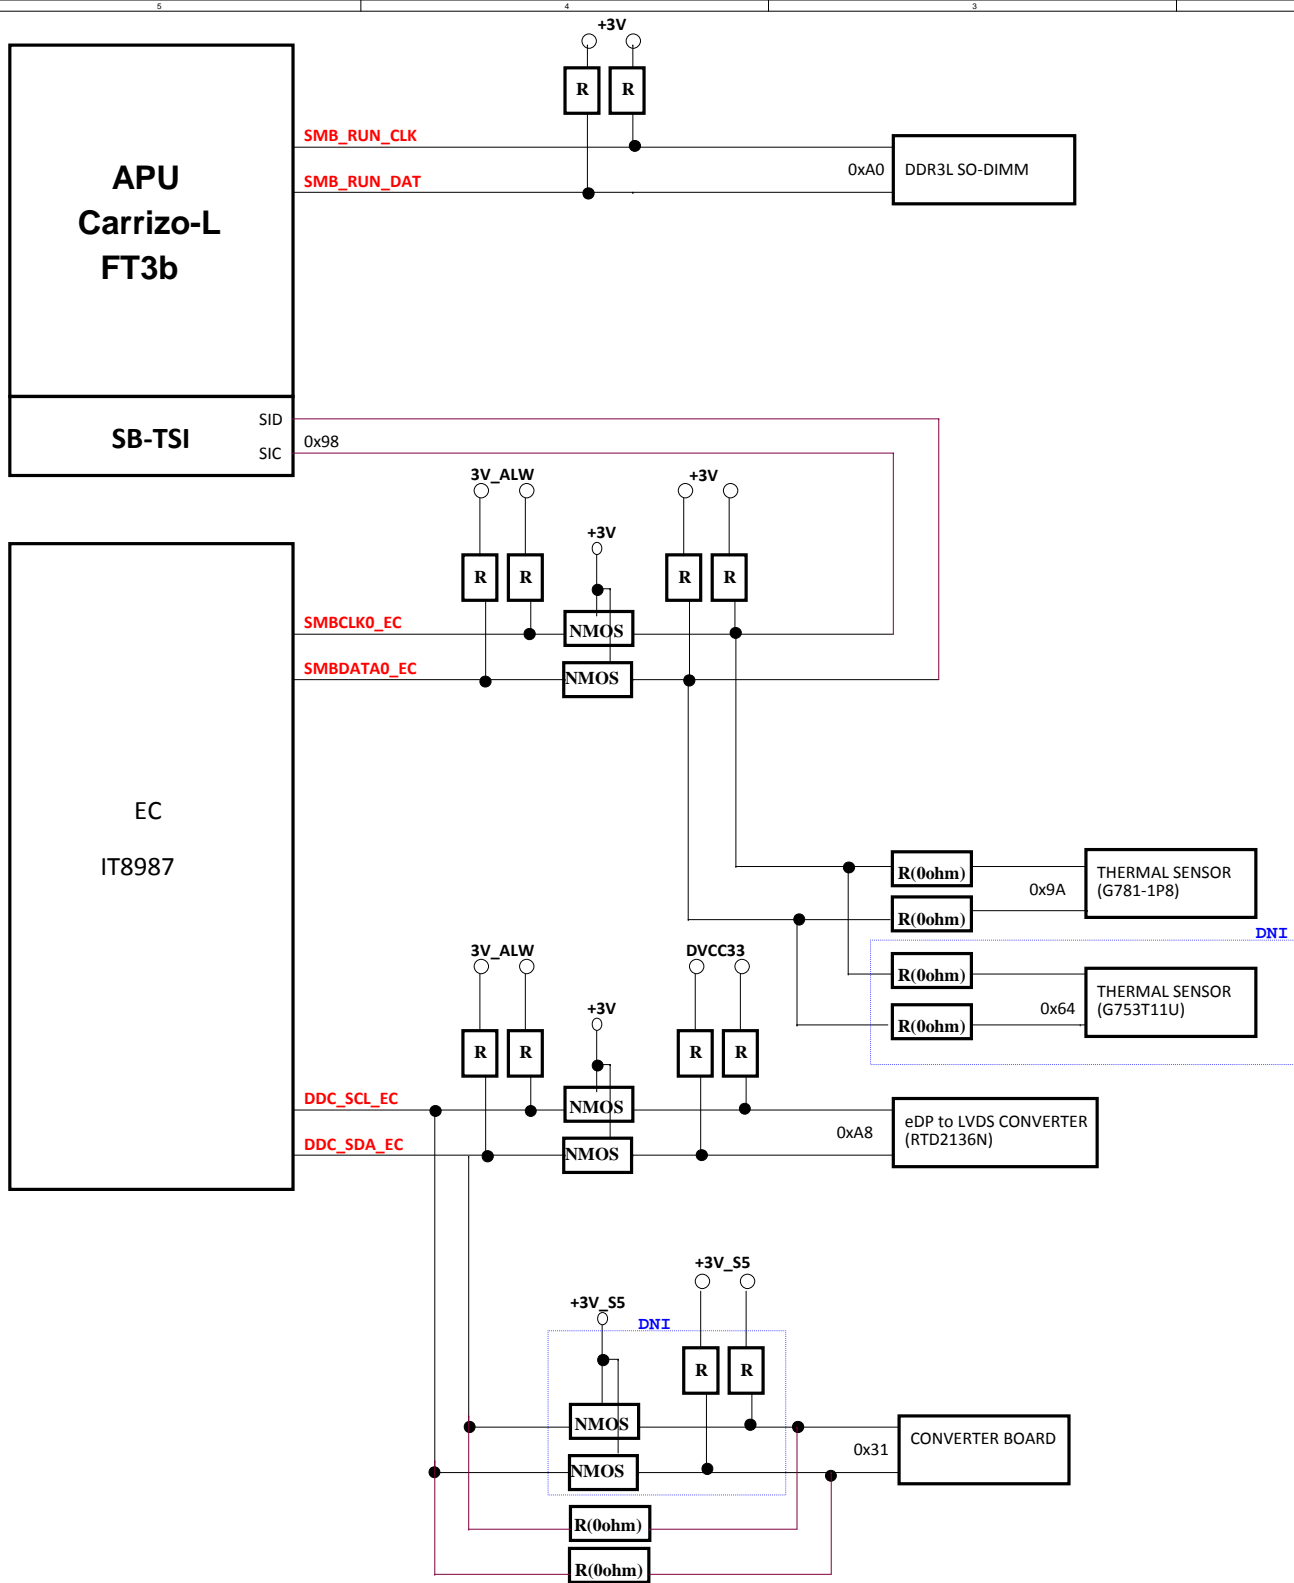 5
4
3
+3V
R
R
SMB_RUN_CLK
SMB_RUN_DAT
APU
Carrizo-L
FT3b
0xA0
DDR3L SO-DIMM
SB-TSI
SID
SIC
0x98
3V_ALW
+3V
+3V
R
R
R
R
SMBCLK0_EC
NMOS
SMBDATA0_EC
NMOS
EC
IT8987
R(0ohm)
R(0ohm)
0x9A
THERMAL SENSOR
(G781-1P8)
DNI
R(0ohm)
R(0ohm)
0x64
THERMAL SENSOR
(G753T11U)
3V_ALW
DVCC33
+3V
R
R
R
R
DDC_SCL_EC
NMOS
DDC_SDA_EC
NMOS
0xA8
eDP to LVDS CONVERTER
(RTD2136N)
+3V_S5
+3V_S5
DNI
R
R
NMOS
NMOS
0x31
CONVERTER BOARD
R(0ohm)
R(0ohm)